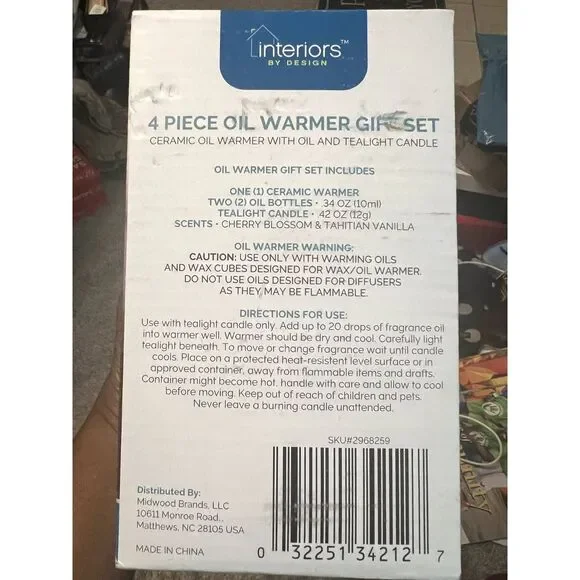 interiors™
BY DESIGN
4 PIECE OIL WARMER GIFT SET
CERAMIC OIL WARMER WITH OIL AND TEALIGHT CANDLE
OIL WARMER GIFT SET INCLUDES
ONE (1) CERAMIC WARMER
TWO (2) OIL BOTTLES • .34 OZ (10ml)
TEALIGHT CANDLE • .42 OZ (12g)
SCENTS • CHERRY BLOSSOM & TAHITIAN VANILLA
OIL WARMER WARNING:
CAUTION: USE ONLY WITH WARMING OILS
AND WAX CUBES DESIGNED FOR WAX/OIL WARMER.
DO NOT USE OILS DESIGNED FOR DIFFUSERS
AS THEY MAY BE FLAMMABLE.
DIRECTIONS FOR USE:
Use with tealight candle only. Add up to 20 drops of fragrance oil
into warmer well. Warmer should be dry and cool. Carefully light
tealight beneath. To move or change fragrance wait until candle
cools. Place on a protected heat-resistent level surface or in
approved container, away from flammable items and drafts.
Container might become hot, handle with care and allow to cool
before moving. Keep out of reach of children and pets.
Never leave a burning candle unattended.
SKU#2968259
Distributed By:
Midwood Brands, LLC
10611 Monroe Road.,
Matthews, NC 28105 USA
MADE IN CHINA
0 32251 34212 7